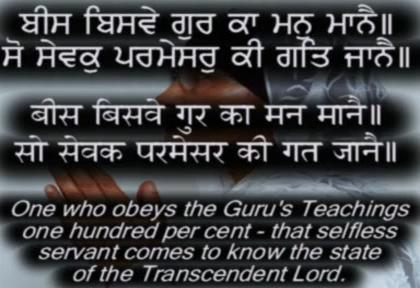 ਬੀਸ ਬਿਸਵੇ ਗੁਰ ਕਾ ਮਨੁ ਮਾਨੈ॥
ਸੋ ਸੇਵਕੁ ਪਰਮੇਸਰੁ ਕੀ ਗਤਿ ਜਾਨੈ॥
बीस बिसवे गुर का मन मानै॥
सो सेवक परमेसर की गत जानै॥
One who obeys the Guru's Teachings
one hundred per cent - that selfless
servant comes to know the state
of the Transcendent Lord.